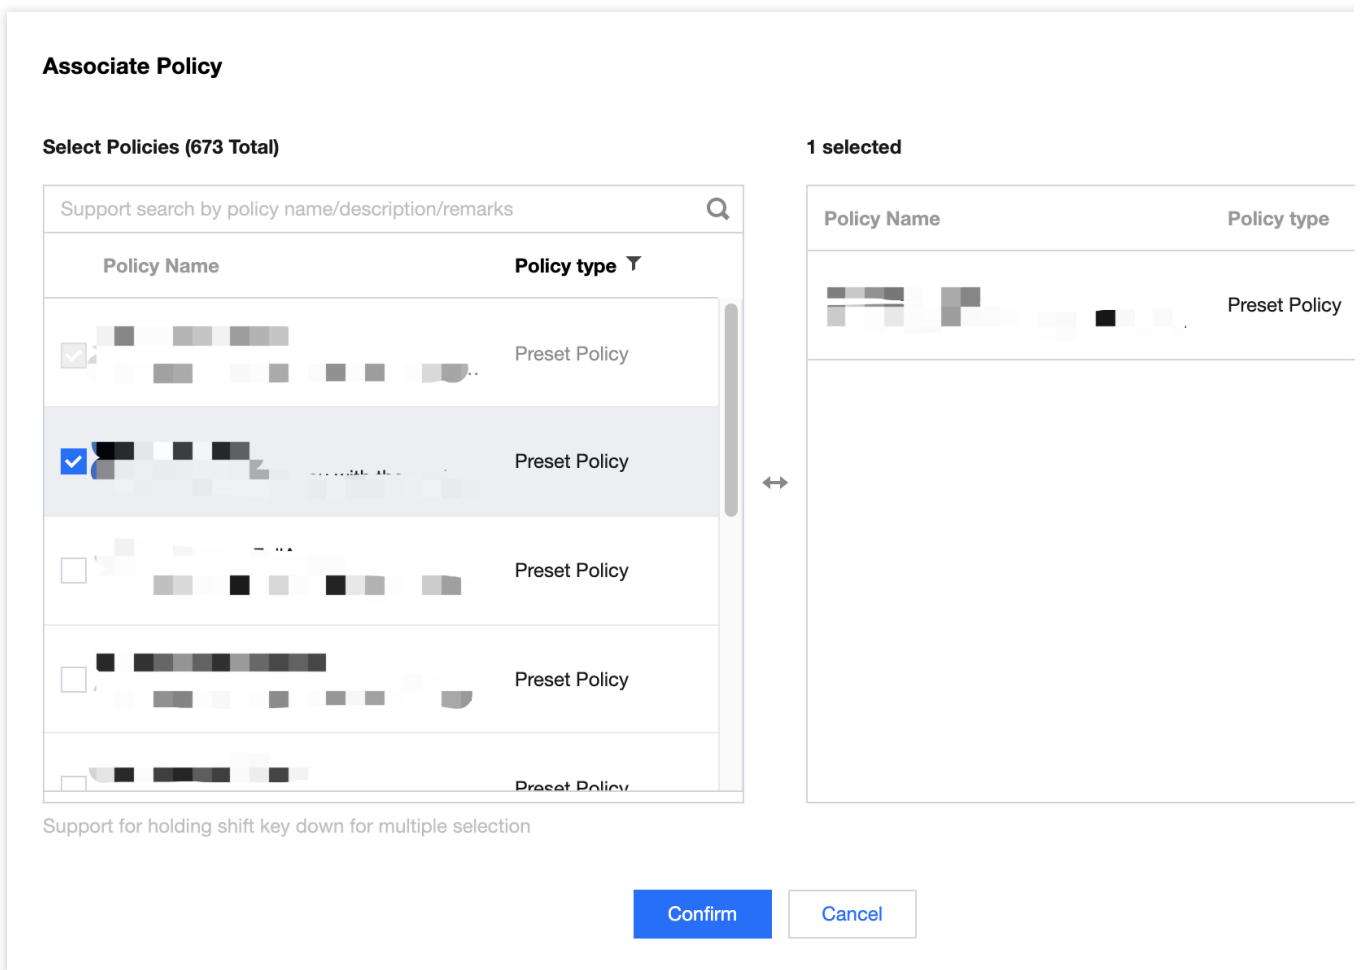 Associate Policy
Select Policies (673 Total)
1 selected
Support search by policy name/description/remarks
Policy Name
Policy type
Policy Name
Policy type
Preset Policy
Preset Policy
Preset Policy
Preset Policy
Preset Policy
Preset Policy
Support for holding shift key down for multiple selection
Confirm
Cancel